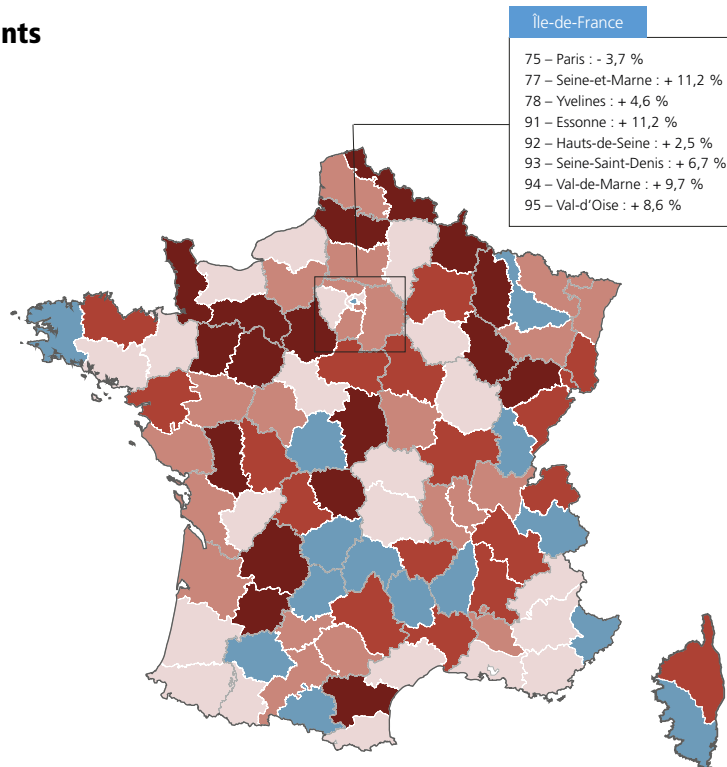 nts
Île-de-France
75 – Paris : - 3,7 %
77 – Seine-et-Marne : + 11,2 %
78 – Yvelines : + 4,6 %
91 – Essonne : + 11,2 %
92 – Hauts-de-Seine : + 2,5 %
93 – Seine-Saint-Denis : + 6,7 %
94 – Val-de-Marne : + 9,7 %
95 – Val-d’Oise : + 8,6 %